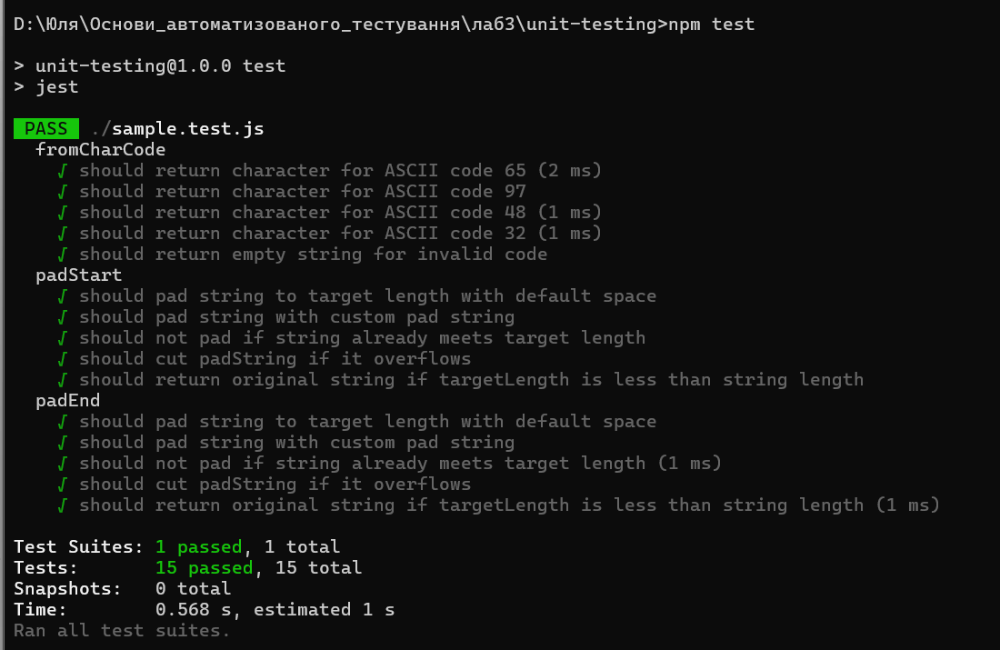 D:\Юля\Основи_автоматизованого_тестування\лаб3\unit-testing>npm test
> unit-testing@1.0.0 test
> jest
PASS ./sample.test.js
fromCharCode
√ should return character for ASCII code 65 (2 ms)
√ should return character for ASCII code 97
√ should return character for ASCII code 48 (1 ms)
√ should return character for ASCII code 32 (1 ms)
√ should return empty string for invalid code
padStart
√ should pad string to target length with default space
√ should pad string with custom pad string
√ should not pad if string already meets target length
√ should cut padString if it overflows
√ should return original string if targetLength is less than string length
padEnd
√ should pad string to target length with default space
√ should pad string with custom pad string
√ should not pad if string already meets target length (1 ms)
√ should cut padString if it overflows
√ should return original string if targetLength is less than string length (1 ms)
Test Suites: 1 passed, 1 total
Tests: 15 passed, 15 total
Snapshots: 0 total
Time: 0.568 s, estimated 1 s
Ran all test suites.